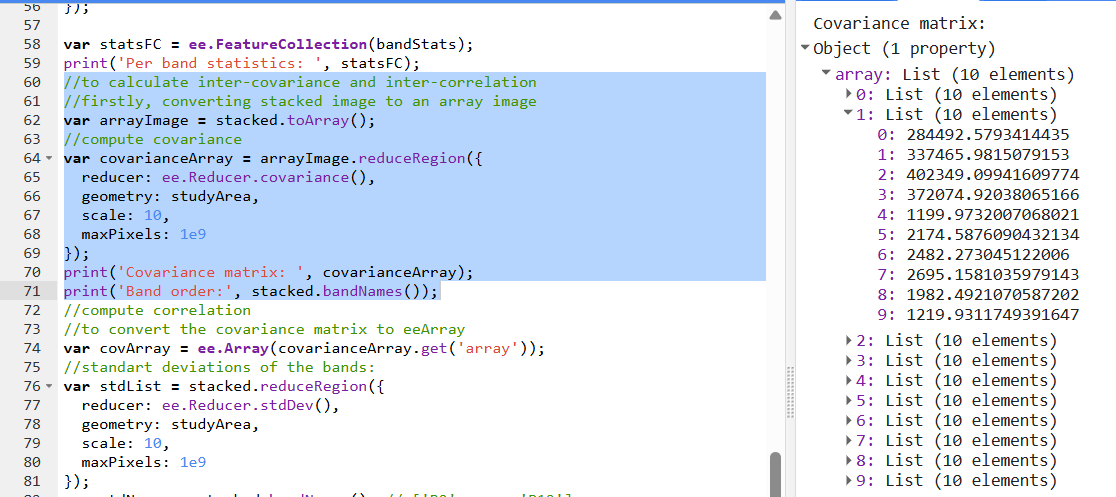 56 });
57
58 var statsFC = ee.FeatureCollection(bandStats);
59 print('Per band statistics: ', statsFC);
60 //to calculate inter-covariance and inter-correlation
61 //firstly, converting stacked image to an array image
62 var arrayImage = stacked.toArray();
63 //compute covariance
64 var covarianceArray = arrayImage.reduceRegion({
65 reducer: ee.Reducer.covariance(),
66 geometry: studyArea,
67 scale: 10,
68 maxPixels: 1e9
69 });
70 print('Covariance matrix: ', covarianceArray);
71 print('Band order:', stacked.bandNames());
72 //compute correlation
73 //to convert the covariance matrix to eeArray
74 var covArray = ee.Array(covarianceArray.get('array'));
75 //standart deviations of the bands:
76 var stdList = stacked.reduceRegion({
77 reducer: ee.Reducer.stdDev(),
78 geometry: studyArea,
79 scale: 10,
80 maxPixels: 1e9
81 });
Covariance matrix:
Object (1 property)
array: List (10 elements)
0: List (10 elements)
1: List (10 elements)
0: 284492.5793414435
1: 337465.9815079153
2: 402349.09941609774
3: 372074.92038065166
4: 1199.9732007068021
5: 2174.5876090432134
6: 2482.273045122006
7: 2695.1581035979143
8: 1982.4921070587202
9: 1219.9311749391647
2: List (10 elements)
3: List (10 elements)
4: List (10 elements)
5: List (10 elements)
6: List (10 elements)
7: List (10 elements)
8: List (10 elements)
9: List (10 elements)